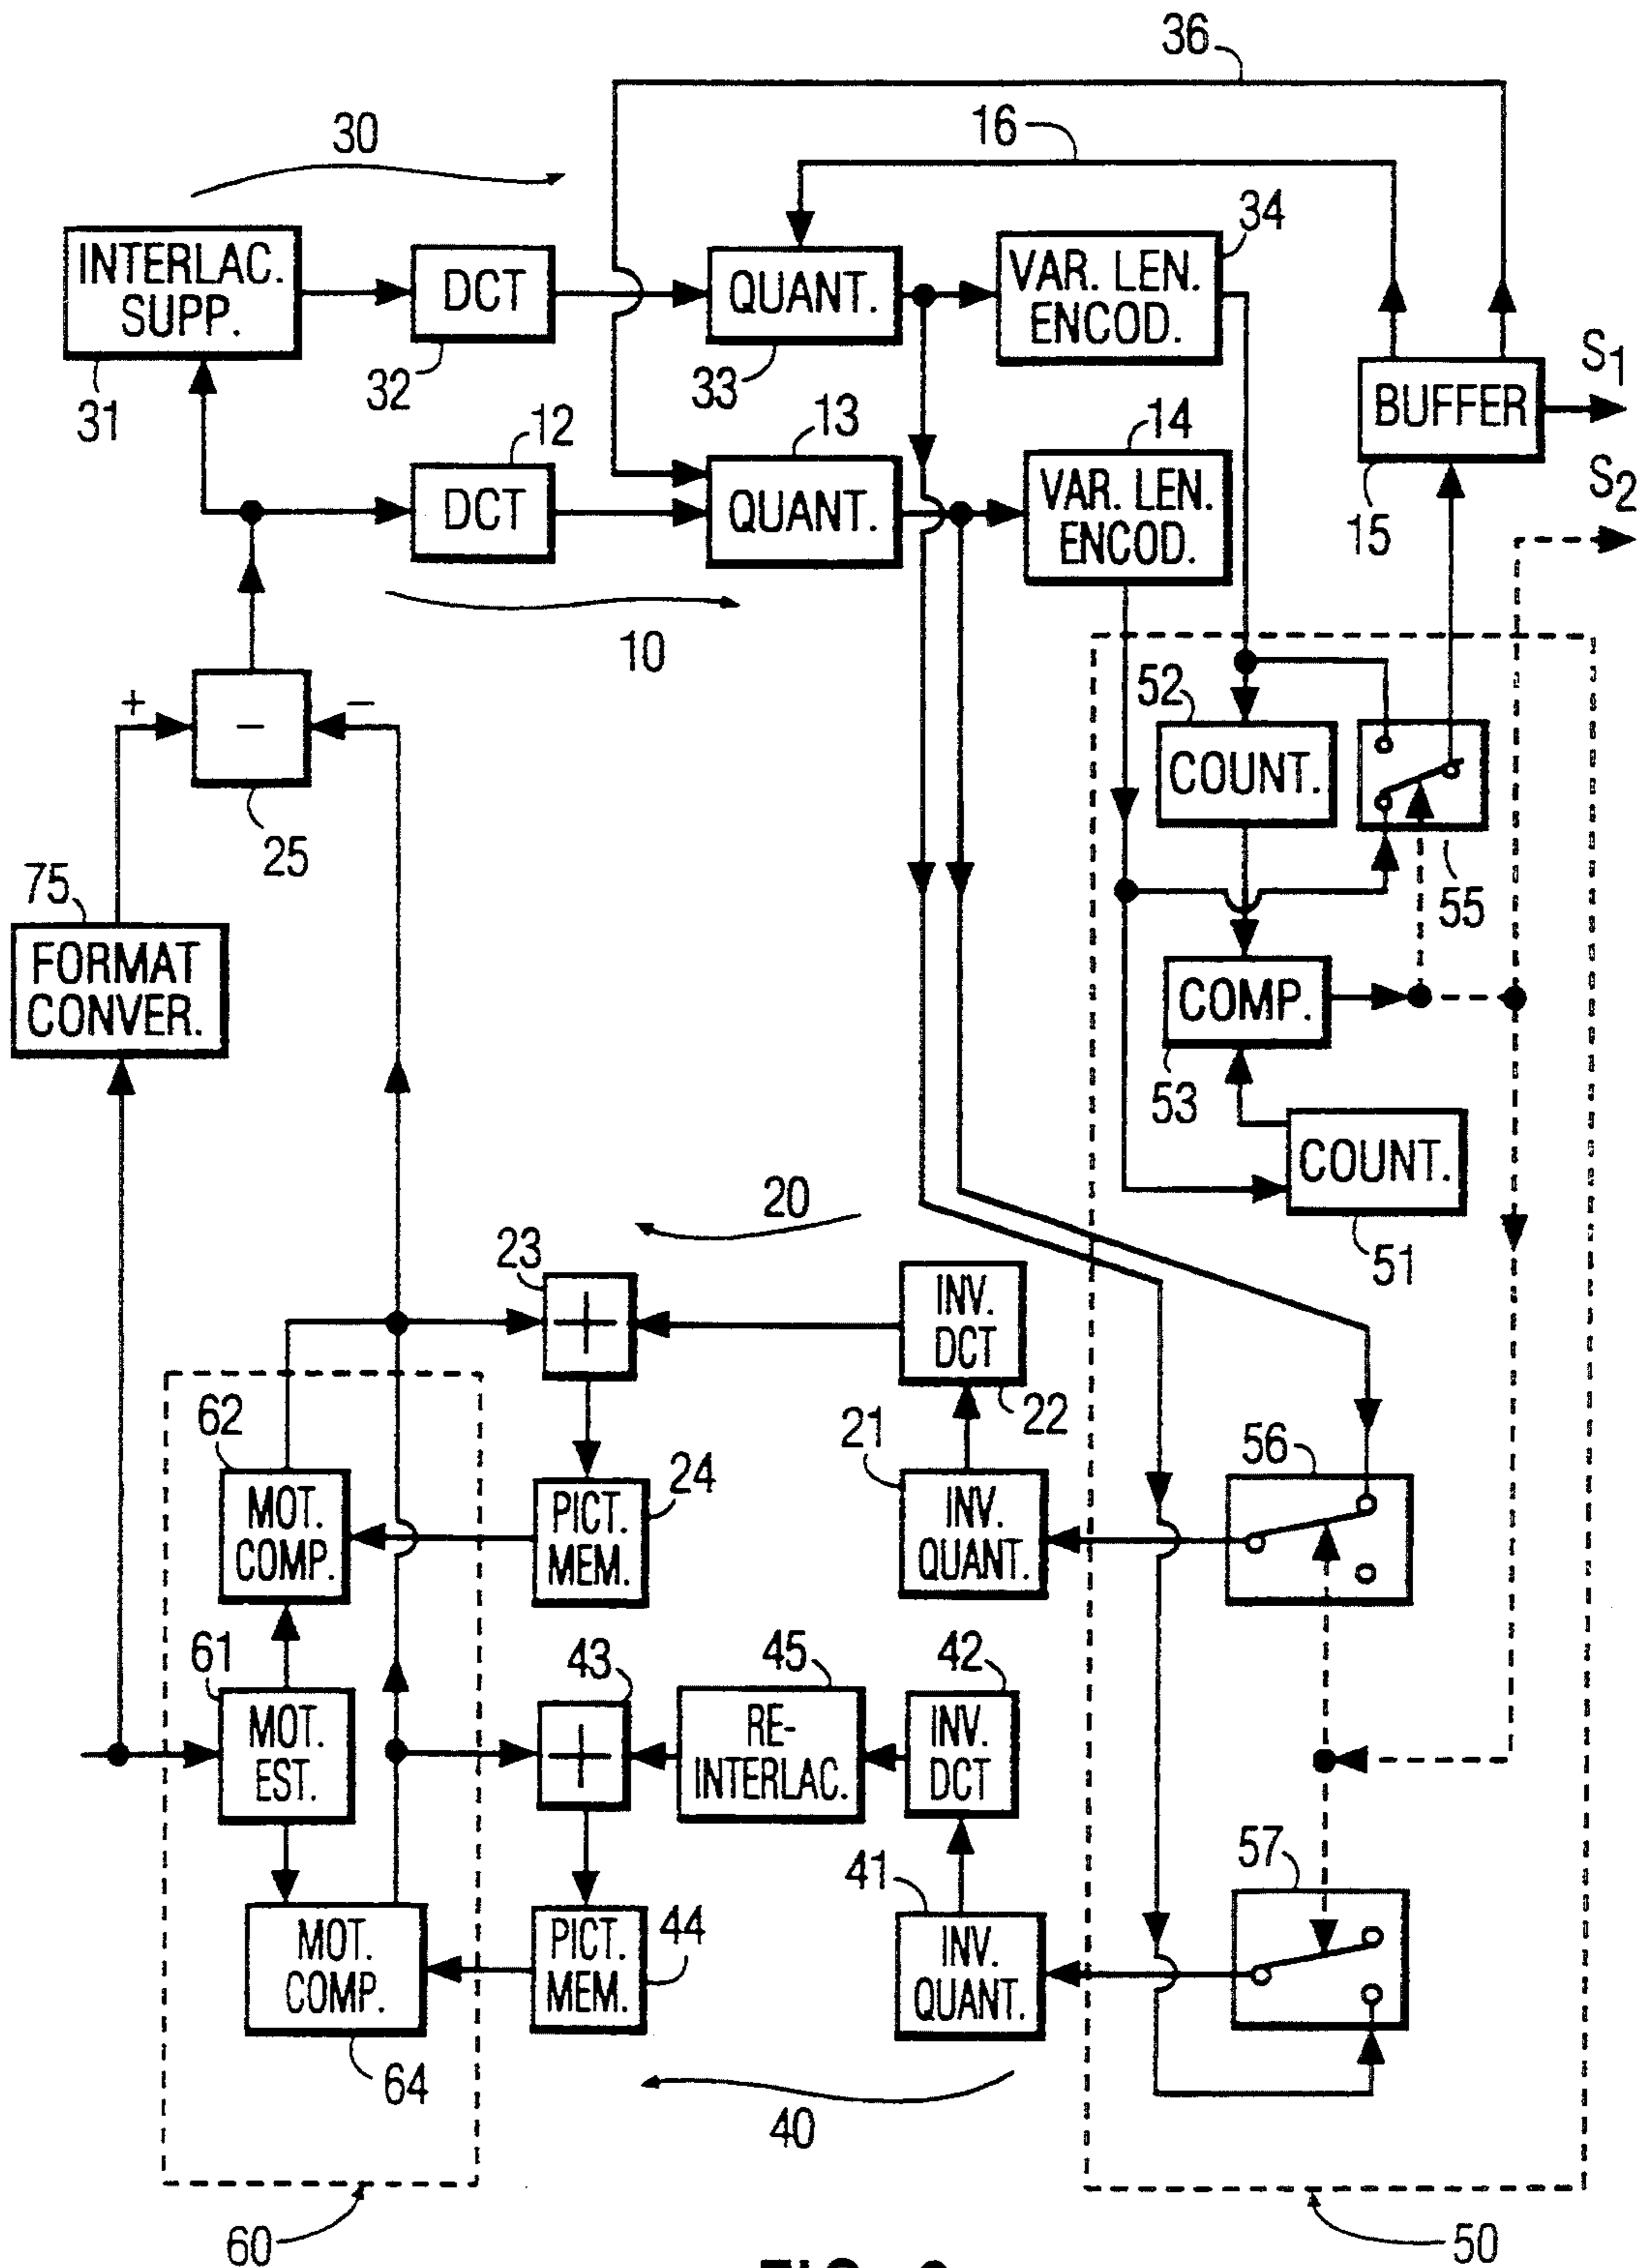 36
16
30
34
INTERLAC.
SUPP.
DCT
QUANT.
VAR. LEN.
ENCOD.
S1
31
32
33
BUFFER
12
13
14
S2
DCT
QUANT.
VAR. LEN.
ENCOD.
15
10
+
−
−
52
COUNT.
25
55
75
FORMAT
CONVER.
COMP.
53
COUNT.
20
51
23
+
INV.
DCT
62
22
21
56
24
MOT.
COMP.
PICT.
MEM.
INV.
QUANT.
61
43
45
42
MOT.
EST.
+
RE-
INTERLAC.
INV.
DCT
41
57
44
MOT.
COMP.
PICT.
MEM.
INV.
QUANT.
64
40
60
50